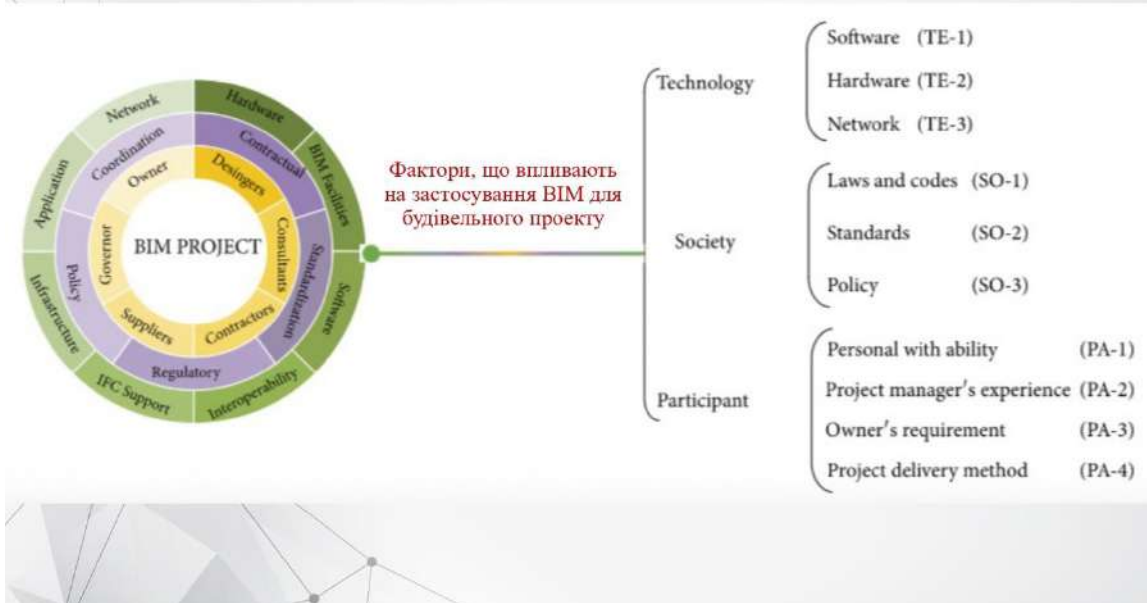 Network
Hardware
BIM Facilities
Software
Interoperability
IFC Support
Infrastructure
Application
Coordination
Contractual
Standardization
Regulatory
Policy
Owner
Desingers
Consultants
Contractors
Suppliers
Governor
BIM PROJECT
Фактори, що впливають
на застосування BIM для
будівельного проекту
Technology
Software (TE-1)
Hardware (TE-2)
Network (TE-3)
Society
Laws and codes (SO-1)
Standards (SO-2)
Policy (SO-3)
Participant
Personal with ability (PA-1)
Project manager's experience (PA-2)
Owner's requirement (PA-3)
Project delivery method (PA-4)